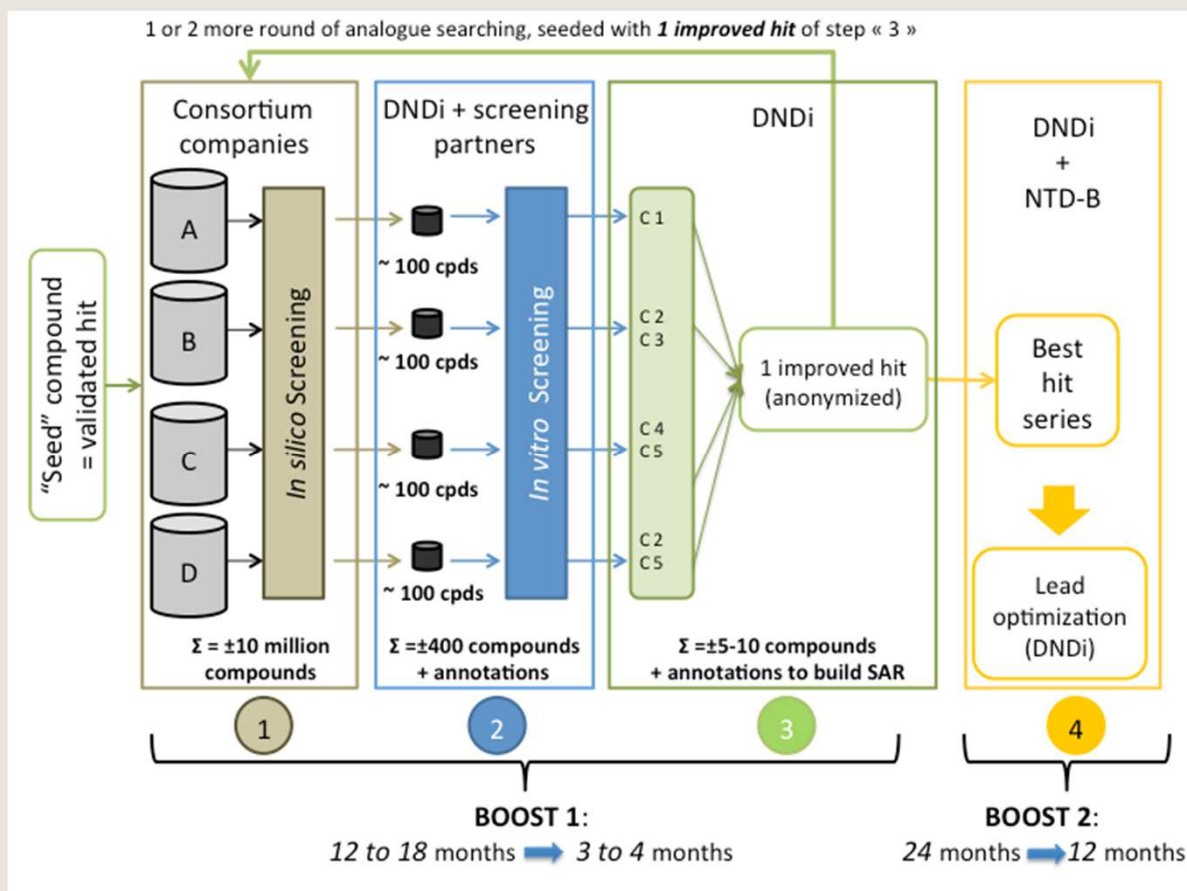 1 or 2 more round of analogue searching, seeded with 1 improved hit of step « 3 »
"Seed" compound
= validated hit
Consortium
companies
A
B
C
D
In silico Screening
Σ = ±10 million
compounds
DNDi + screening
partners
~ 100 cpds
~ 100 cpds
~ 100 cpds
~ 100 cpds
In vitro Screening
Σ =±400 compounds
+ annotations
DNDi
C 1
C 2
C 3
C 4
C 5
C 2
C 5
1 improved hit
(anonymized)
Σ =±5-10 compounds
+ annotations to build SAR
DNDi
+
NTD-B
Best
hit
series
Lead
optimization
(DNDi)
1
2
3
4
BOOST 1:
12 to 18 months 3 to 4 months
BOOST 2:
24 months 12 months